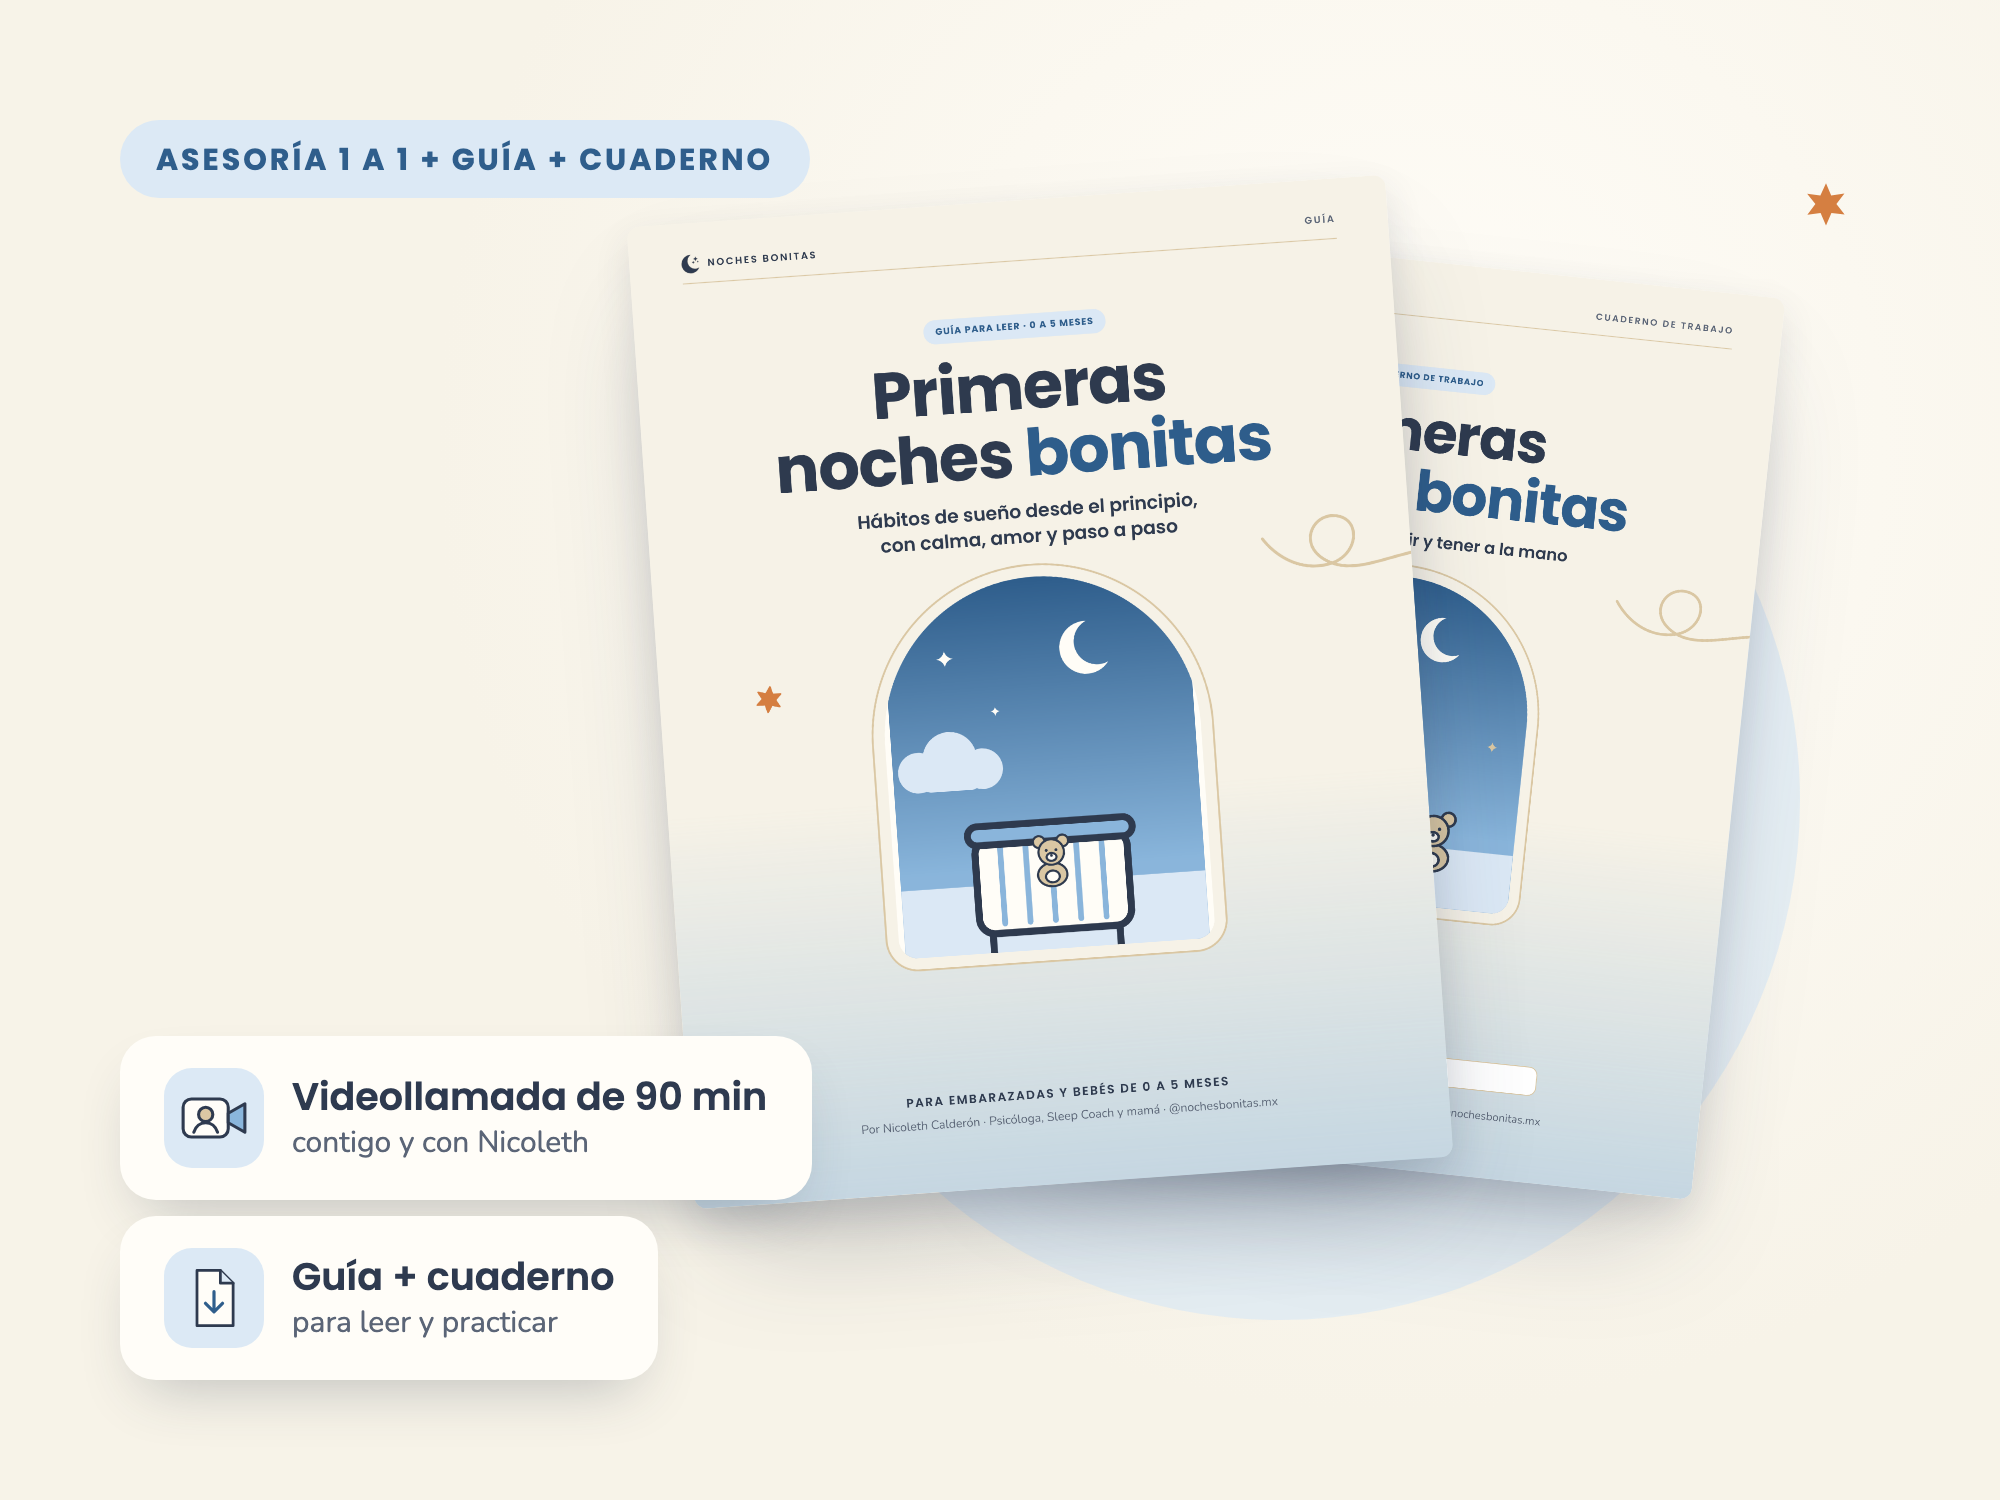 ASESORÍA 1 A 1 + GUÍA + CUADERNO
NOCHES BONITAS
GUÍA
GUÍA PARA LEER · 0 A 5 MESES
Primeras
noches bonitas
Hábitos de sueño desde el principio,
con calma, amor y paso a paso
PARA EMBARAZADAS Y BEBÉS DE 0 A 5 MESES
Por Nicoleth Calderón · Psicóloga, Sleep Coach y mamá · @nochesbonitas.mx
CUADERNO DE TRABAJO
DE TRABAJO
bonitas
y tener a la mano
nochesbonitas.mx
Videollamada de 90 min
contigo y con Nicoleth
Guía + cuaderno
para leer y practicar